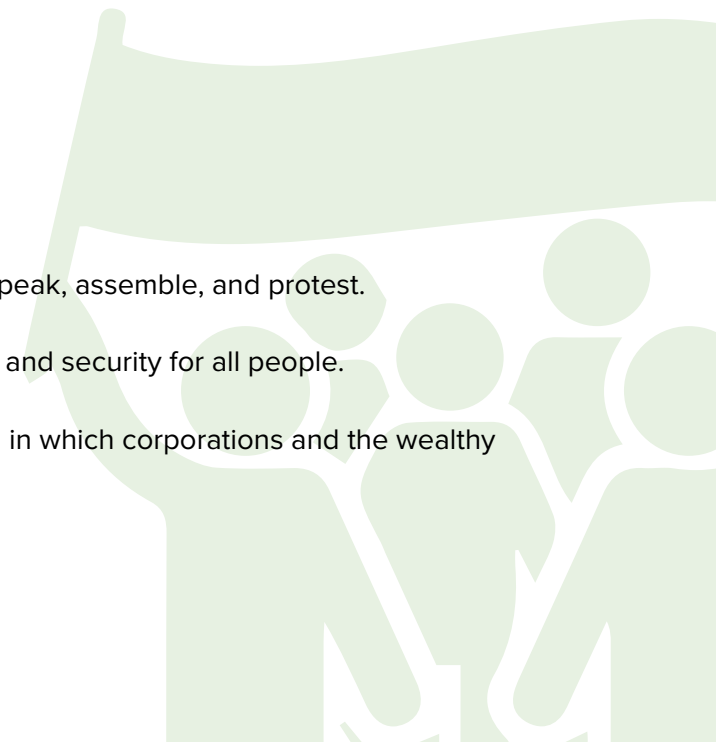 peak, assemble, and protest.
and security for all people.
in which corporations and the wealthy